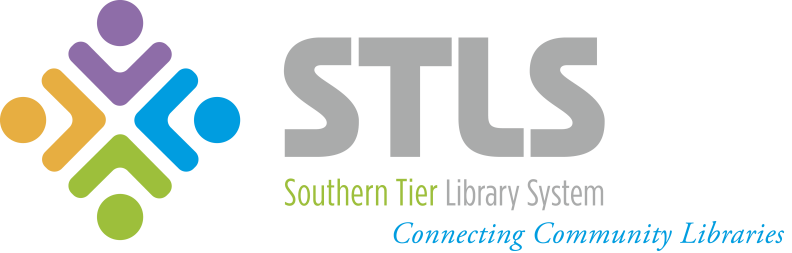 STLS
Southern Tier Library System
Connecting Community Libraries